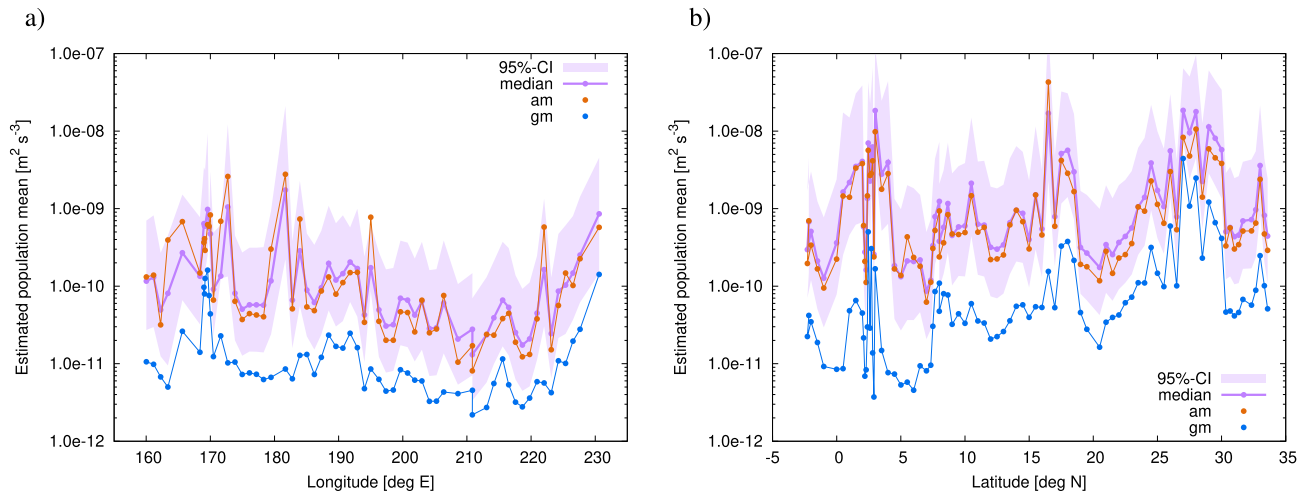 a)
Estimated population mean [m² s⁻³]
1.0e-07
1.0e-08
1.0e-09
1.0e-10
1.0e-11
1.0e-12
95%-CI
median
am
gm
160 170 180 190 200 210 220 230
Longitude [deg E]
b)
Estimated population mean [m² s⁻³]
1.0e-07
1.0e-08
1.0e-09
1.0e-10
1.0e-11
1.0e-12
95%-CI
median
am
gm
-5 0 5 10 15 20 25 30 35
Latitude [deg N]